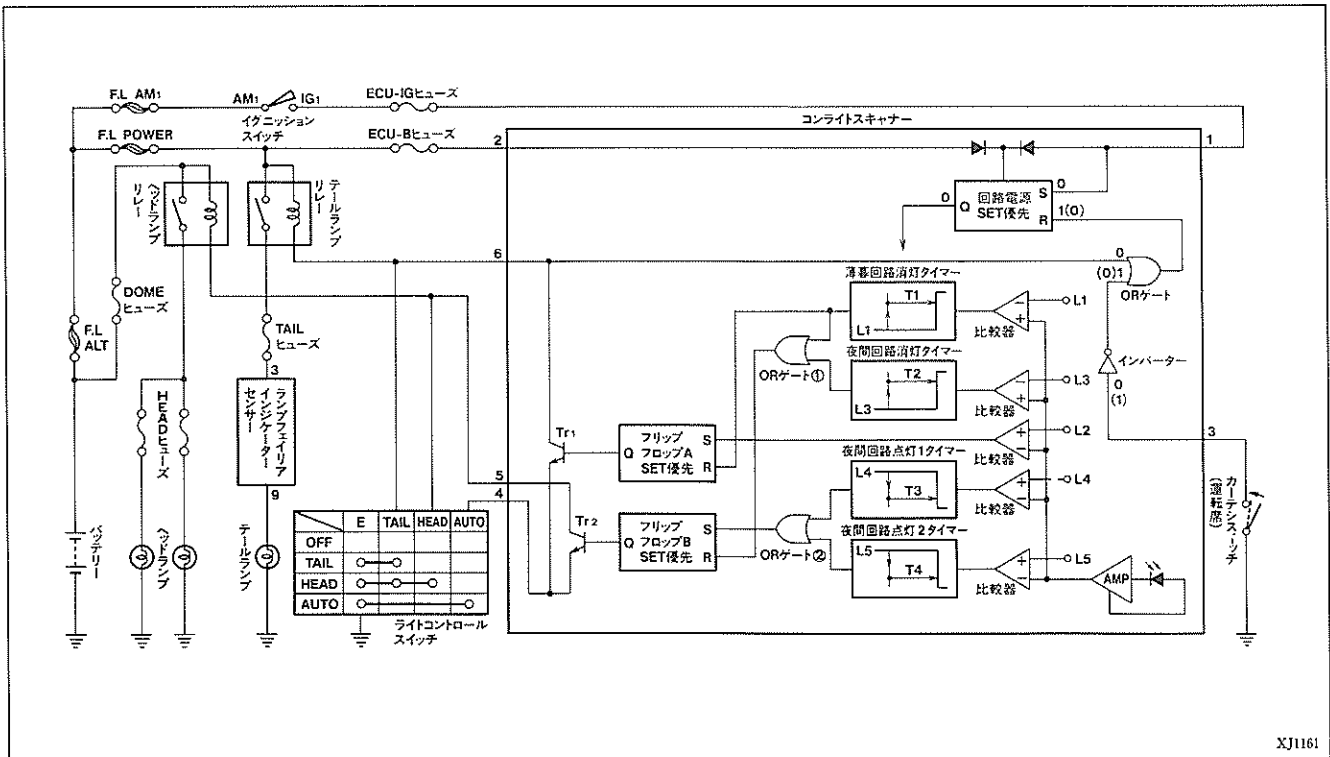 F.L AM1
AM1
IG1
イグニッション
スイッチ
ECU-IGヒューズ
F.L POWER
ECU-Bヒューズ
コンライトスキャナー
2
1
ヘッドランプ
リレー
テールランプ
リレー
0
Q
回路電源
SET優先
S
R
0
1(0)
6
0
(0)1
ORゲート
薄暮回路消灯タイマー
T1
L1
比較器
−
+
L1
DOME
ヒューズ
F.L
ALT
TAIL
ヒューズ
夜間回路消灯タイマー
ORゲート①
T2
L3
比較器
−
+
L3
インバーター
0
(1)
3
HEADヒューズ
3
ランプフェイリア
インジケーター
センサー
9
Tr1
Q
フリップ
フロップA
SET優先
S
R
+
−
L2
比較器
5
4
夜間回路点灯1タイマー
L4
T3
+
−
L4
比較器
カーテンスイッチ
(運転席)
バッテリー
ヘッドランプ
テールランプ
E TAIL HEAD AUTO
OFF
TAIL
HEAD
AUTO
ライトコントロール
スイッチ
Tr2
Q
フリップ
フロップB
SET優先
S
R
ORゲート②
夜間回路点灯2タイマー
L5
T4
+
−
L5
比較器
AMP
XJ1161